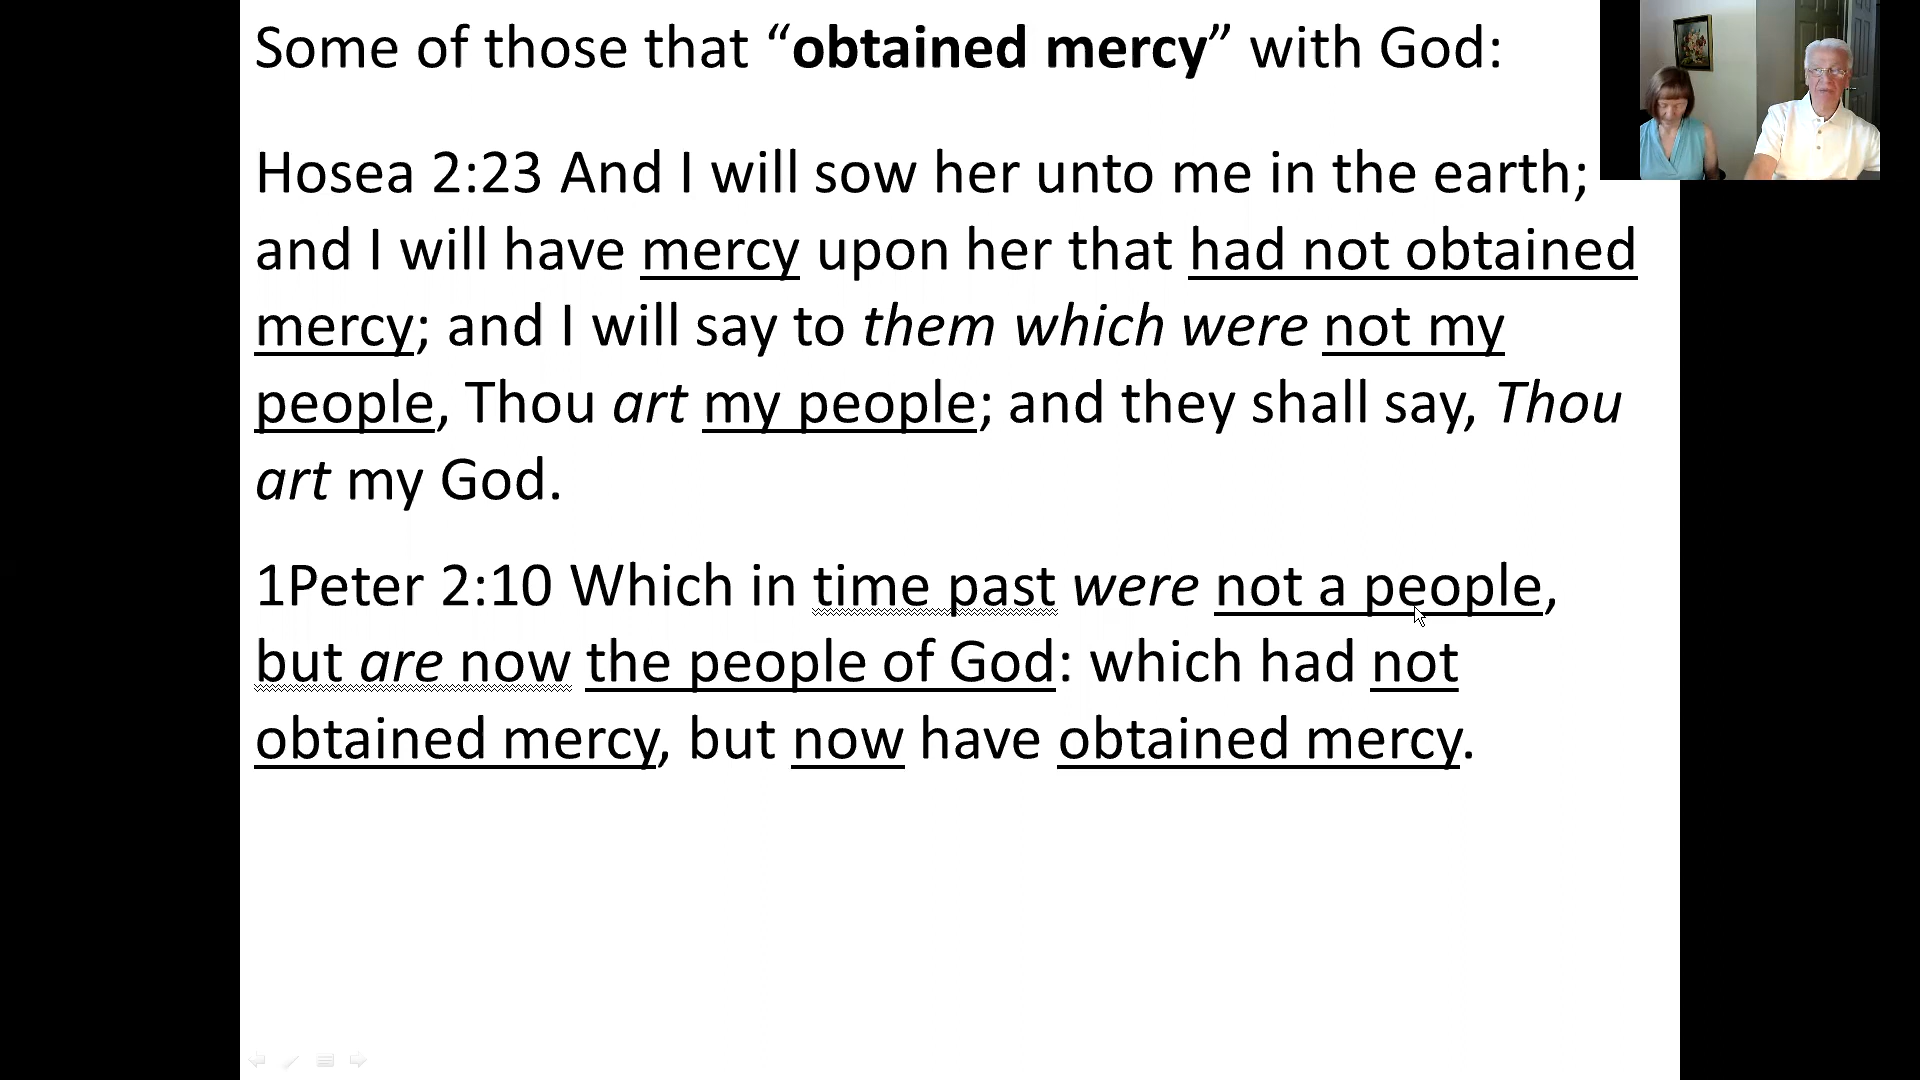 Some of those that “obtained mercy” with God:
Hosea 2:23 And I will sow her unto me in the earth;
and I will have mercy upon her that had not obtained
mercy; and I will say to them which were not my
people, Thou art my people; and they shall say, Thou
art my God.
1Peter 2:10 Which in time past were not a people,
but are now the people of God: which had not
obtained mercy, but now have obtained mercy.